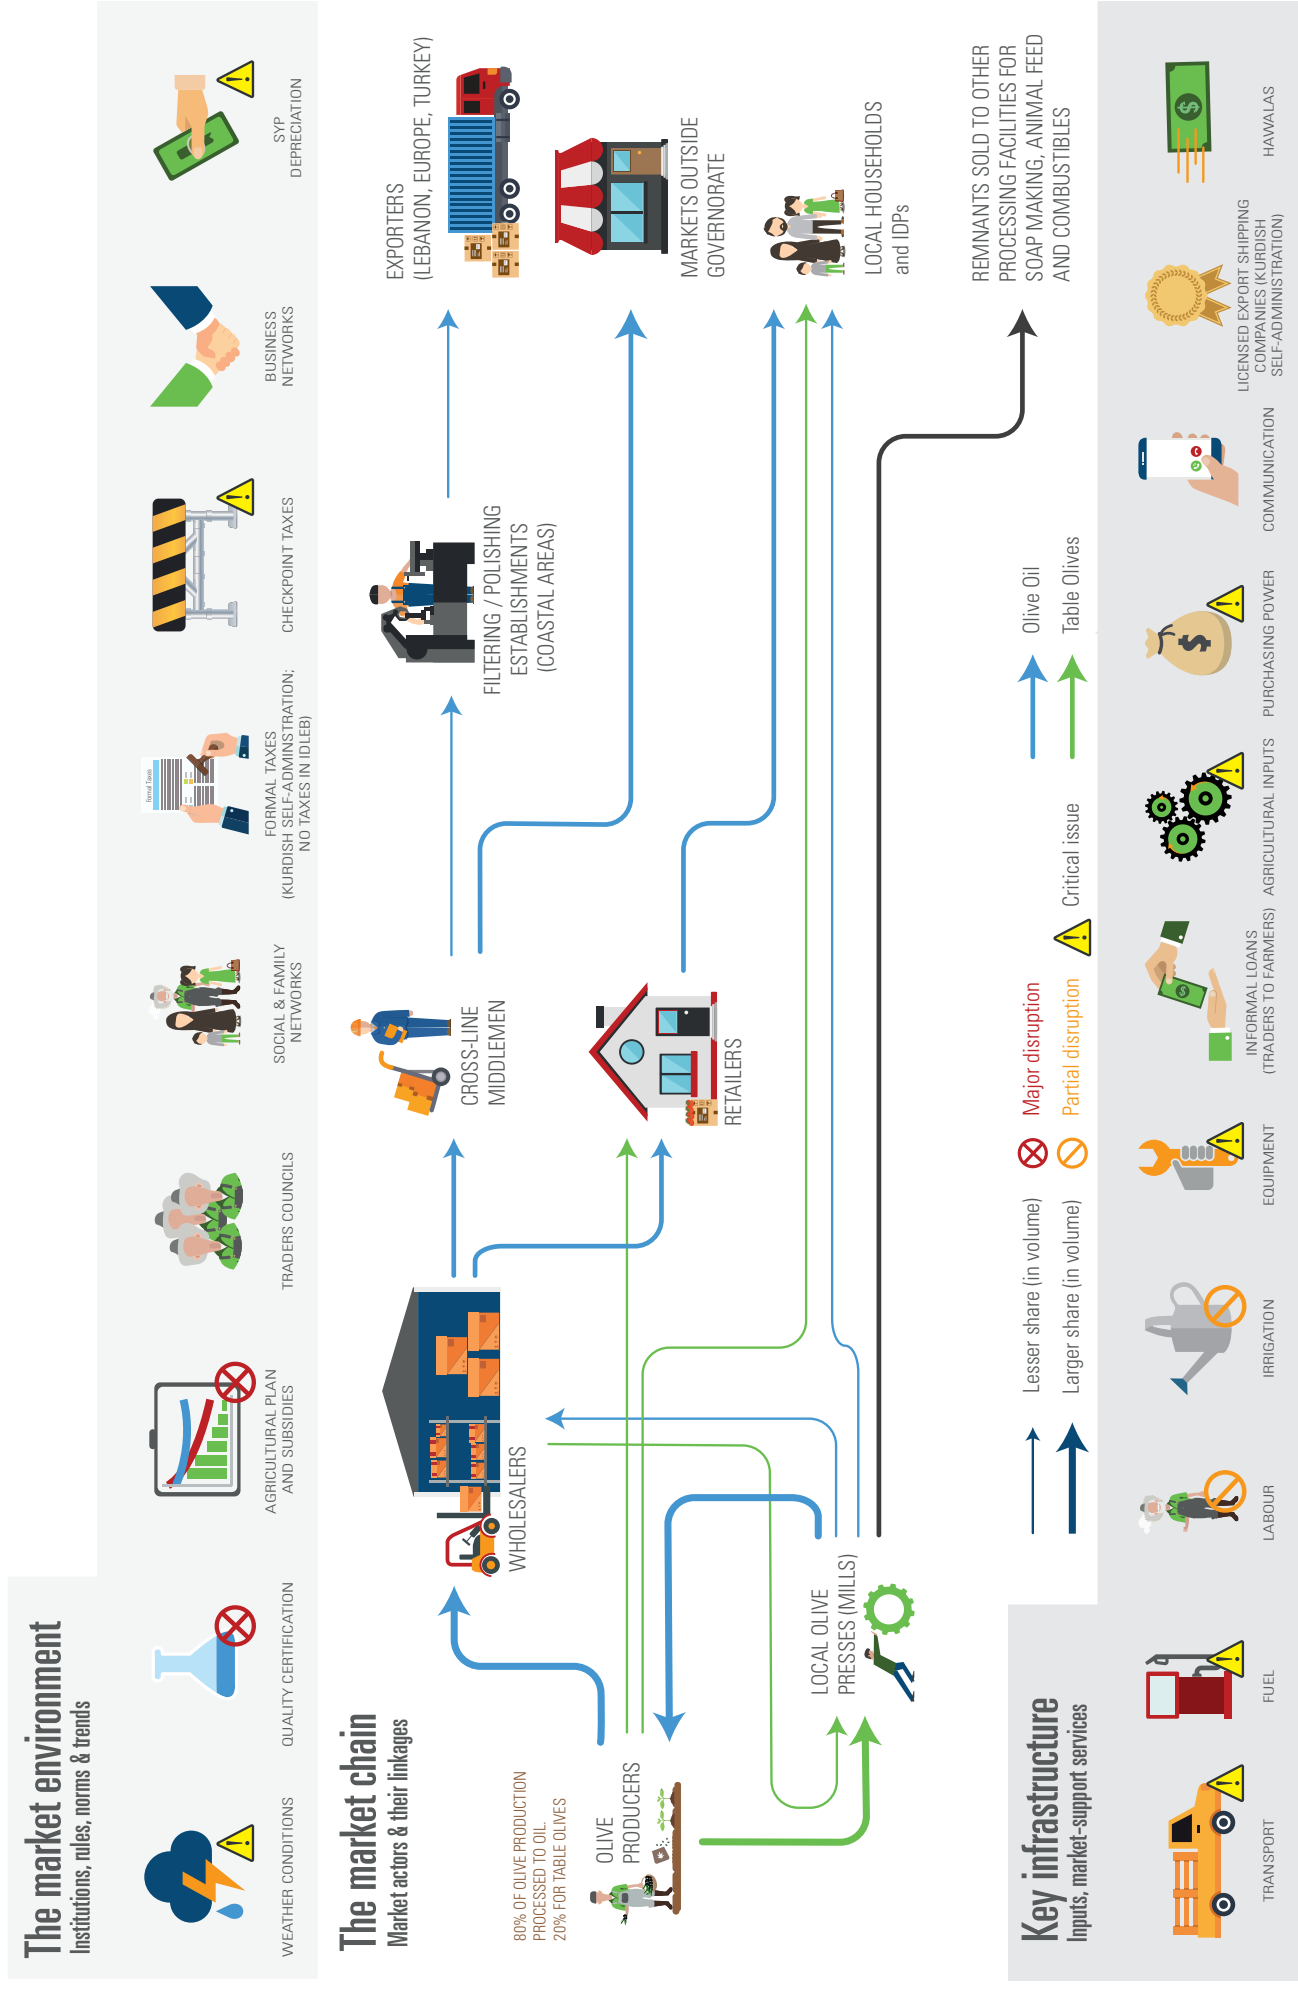 The market environment
Institutions, rules, norms & trends
WEATHER CONDITIONS
QUALITY CERTIFICATION
AGRICULTURAL PLAN
AND SUBSIDIES
TRADERS COUNCILS
SOCIAL & FAMILY
NETWORKS
Formal Taxes
FORMAL TAXES
(KURDISH SELF-ADMINSTRATION;
NO TAXES IN IDLEB)
CHECKPOINT TAXES
BUSINESS
NETWORKS
SYP
DEPRECIATION
The market chain
Market actors & their linkages
80% OF OLIVE PRODUCTION
PROCESSED TO OIL.
20% FOR TABLE OLIVES
OLIVE
PRODUCERS
WHOLESALERS
LOCAL OLIVE
PRESSES (MILLS)
CROSS-LINE
MIDDLEMEN
RETAILERS
FILTERING / POLISHING
ESTABLISHMENTS
(COASTAL AREAS)
EXPORTERS
(LEBANON, EUROPE, TURKEY)
MARKETS OUTSIDE
GOVERNORATE
LOCAL HOUSEHOLDS
and IDPs
REMNANTS SOLD TO OTHER
PROCESSING FACILITIES FOR
SOAP MAKING, ANIMAL FEED
AND COMBUSTIBLES
Lesser share (in volume)
Larger share (in volume)
Major disruption
Partial disruption
Critical issue
Olive Oil
Table Olives
Key infrastructure
Inputs, market-support services
TRANSPORT
FUEL
LABOUR
IRRIGATION
EQUIPMENT
INFORMAL LOANS
(TRADERS TO FARMERS)
AGRICULTURAL INPUTS
PURCHASING POWER
COMMUNICATION
LICENSED EXPORT SHIPPING
COMPANIES (KURDISH
SELF-ADMINISTRATION)
HAWALAS